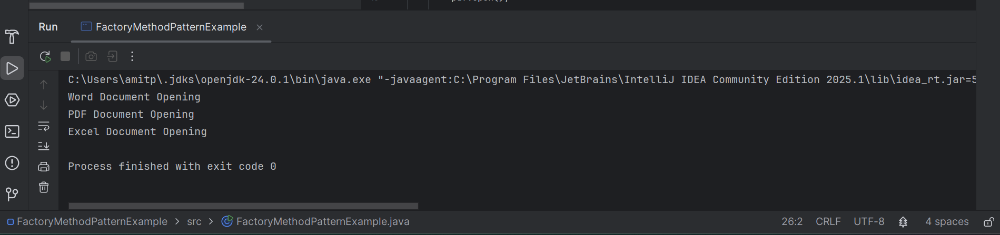 Run FactoryMethodPatternExample
C:\Users\amitp\.jdks\openjdk-24.0.1\bin\java.exe "-javaagent:C:\Program Files\JetBrains\IntelliJ IDEA Community Edition 2025.1\lib\idea_rt.jar=5
Word Document Opening
PDF Document Opening
Excel Document Opening
Process finished with exit code 0
FactoryMethodPatternExample > src > FactoryMethodPatternExample.java 26:2 CRLF UTF-8 4 spaces